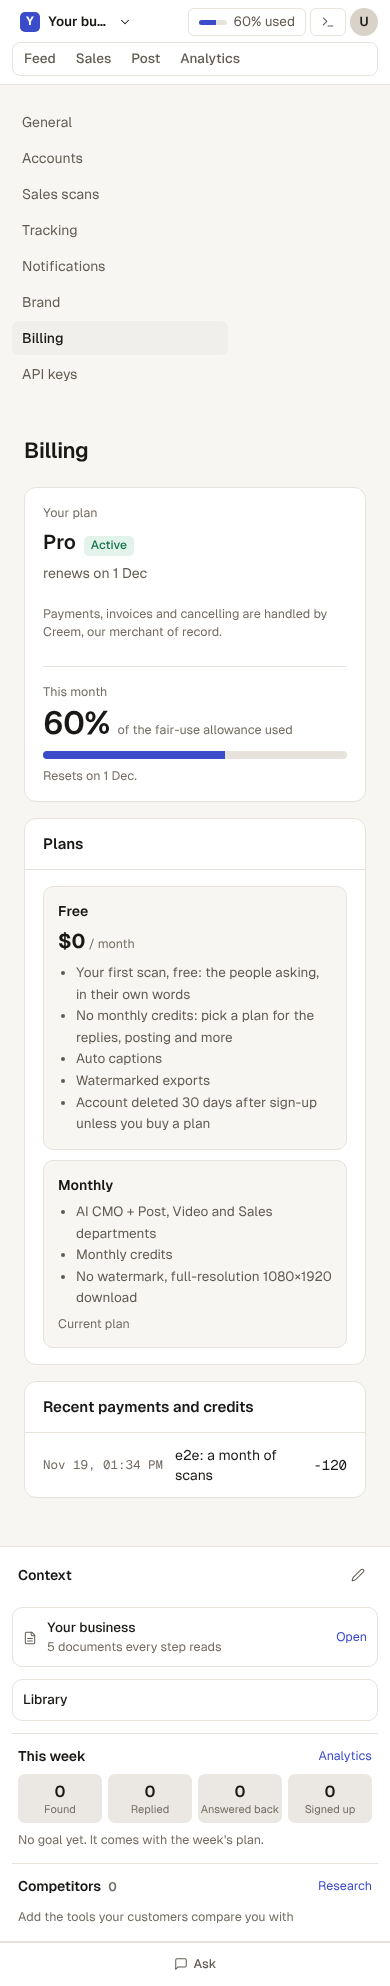 Y Your bu... 60% used >_ U
Feed Sales Post Analytics
General
Accounts
Sales scans
Tracking
Notifications
Brand
Billing
API keys
Billing
Your plan
Pro Active
renews on 1 Dec
Payments, invoices and cancelling are handled by
Creem, our merchant of record.
This month
60% of the fair-use allowance used
Resets on 1 Dec.
Plans
Free
$0 / month
• Your first scan, free: the people asking,
in their own words
• No monthly credits: pick a plan for the
replies, posting and more
• Auto captions
• Watermarked exports
• Account deleted 30 days after sign-up
unless you buy a plan
Monthly
• AI CMO + Post, Video and Sales
departments
• Monthly credits
• No watermark, full-resolution 1080×1920
download
Current plan
Recent payments and credits
Nov 19, 01:34 PM e2e: a month of
scans -120
Context
Your business
5 documents every step reads
Open
Library
This week Analytics
0 0 0 0
Found Replied Answered back Signed up
No goal yet. It comes with the week's plan.
Competitors 0 Research
Add the tools your customers compare you with
Ask